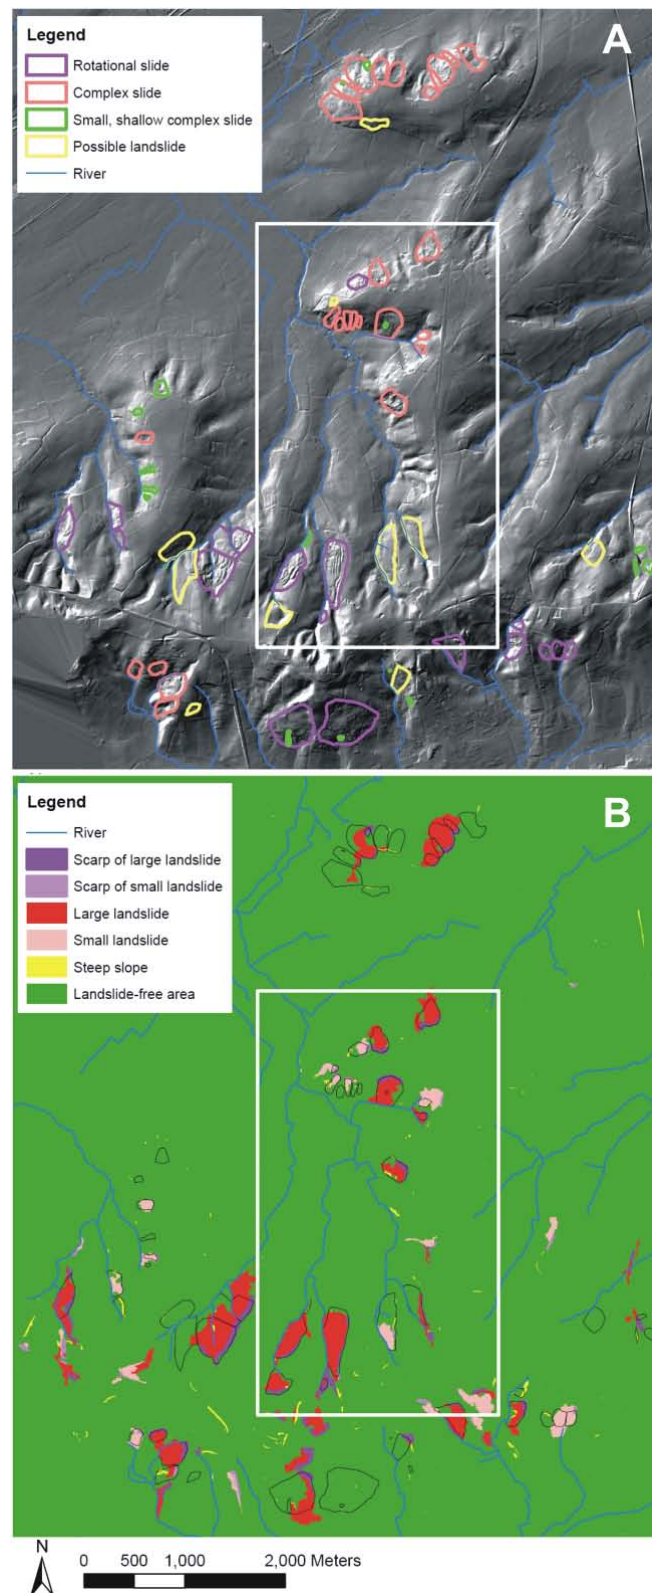 A
Legend
Rotational slide
Complex slide
Small, shallow complex slide
Possible landslide
River
B
Legend
River
Scarp of large landslide
Scarp of small landslide
Large landslide
Small landslide
Steep slope
Landslide-free area
N
0 500 1,000 2,000 Meters